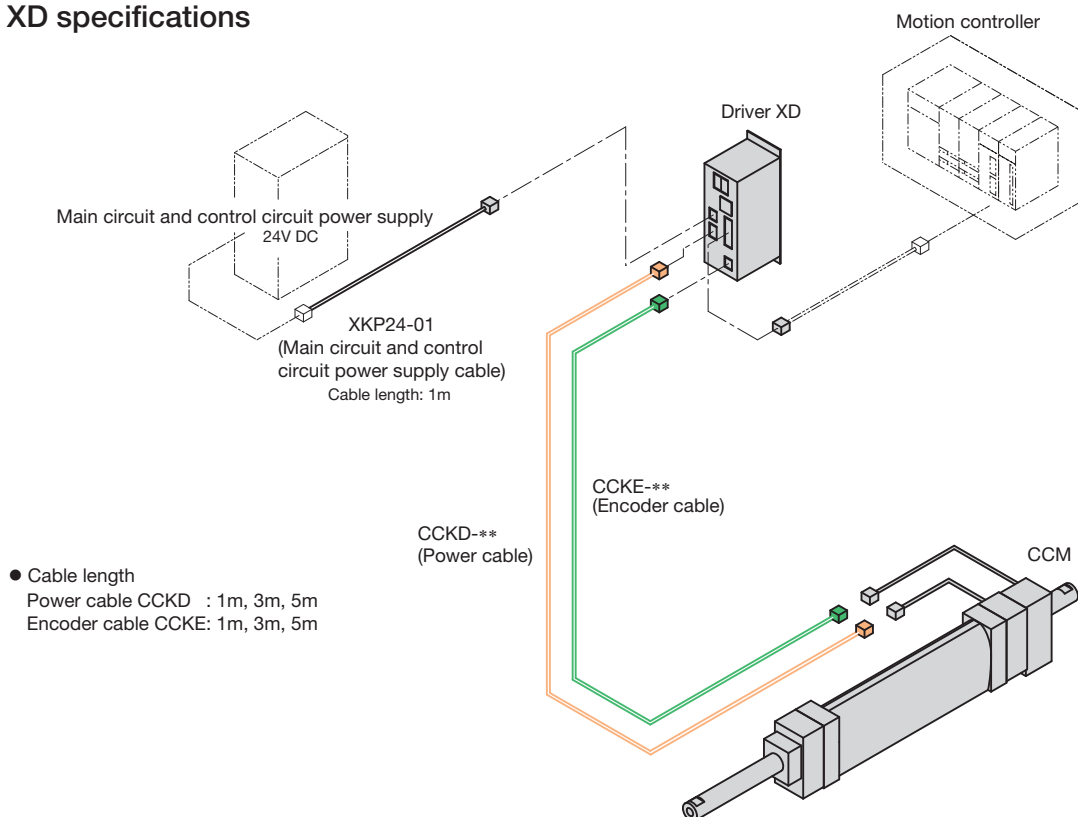 XD specifications
Motion controller
Driver XD
Main circuit and control circuit power supply
24V DC
XKP24-01
(Main circuit and control
circuit power supply cable)
Cable length: 1m
CCKE-**
(Encoder cable)
CCKD-**
(Power cable)
CCM
● Cable length
Power cable CCKD : 1m, 3m, 5m
Encoder cable CCKE: 1m, 3m, 5m